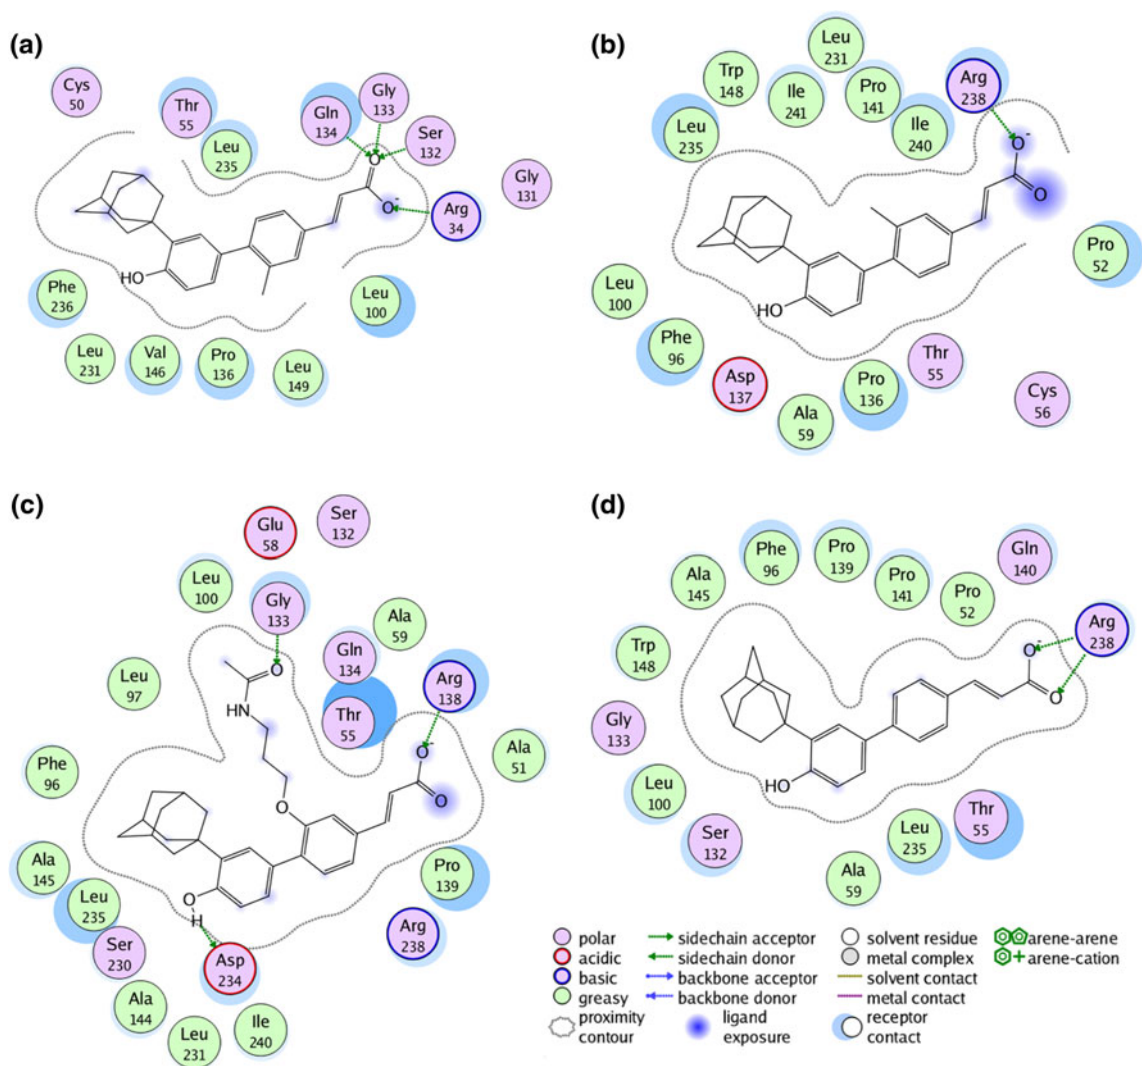 (a)
Cys
50
Thr
55
Leu
235
Gln
134
Gly
133
Ser
132
Gly
131
O
O-
Arg
34
HO
Phe
236
Leu
231
Val
146
Pro
136
Leu
149
Leu
100
(b)
Leu
231
Trp
148
Ile
241
Pro
141
Arg
238
Leu
235
Ile
240
O-
O
Pro
52
Leu
100
HO
Phe
96
Asp
137
Ala
59
Pro
136
Thr
55
Cys
56
(c)
Glu
58
Ser
132
Leu
100
Gly
133
Ala
59
Gln
134
Arg
138
Leu
97
O
HN
Thr
55
O-
O
Ala
51
Phe
96
O
Ala
145
Leu
235
O
H
Pro
139
Ser
230
Asp
234
Arg
238
Ala
144
Leu
231
Ile
240
(d)
Ala
145
Phe
96
Pro
139
Pro
141
Pro
52
Gln
140
Trp
148
O-
O
Arg
238
Gly
133
HO
Leu
100
Ser
132
Ala
59
Leu
235
Thr
55
polar
acidic
basic
greasy
proximity
contour
sidechain acceptor
sidechain donor
backbone acceptor
backbone donor
ligand
exposure
solvent residue
metal complex
solvent contact
metal contact
receptor
contact
arene-arene
arene-cation